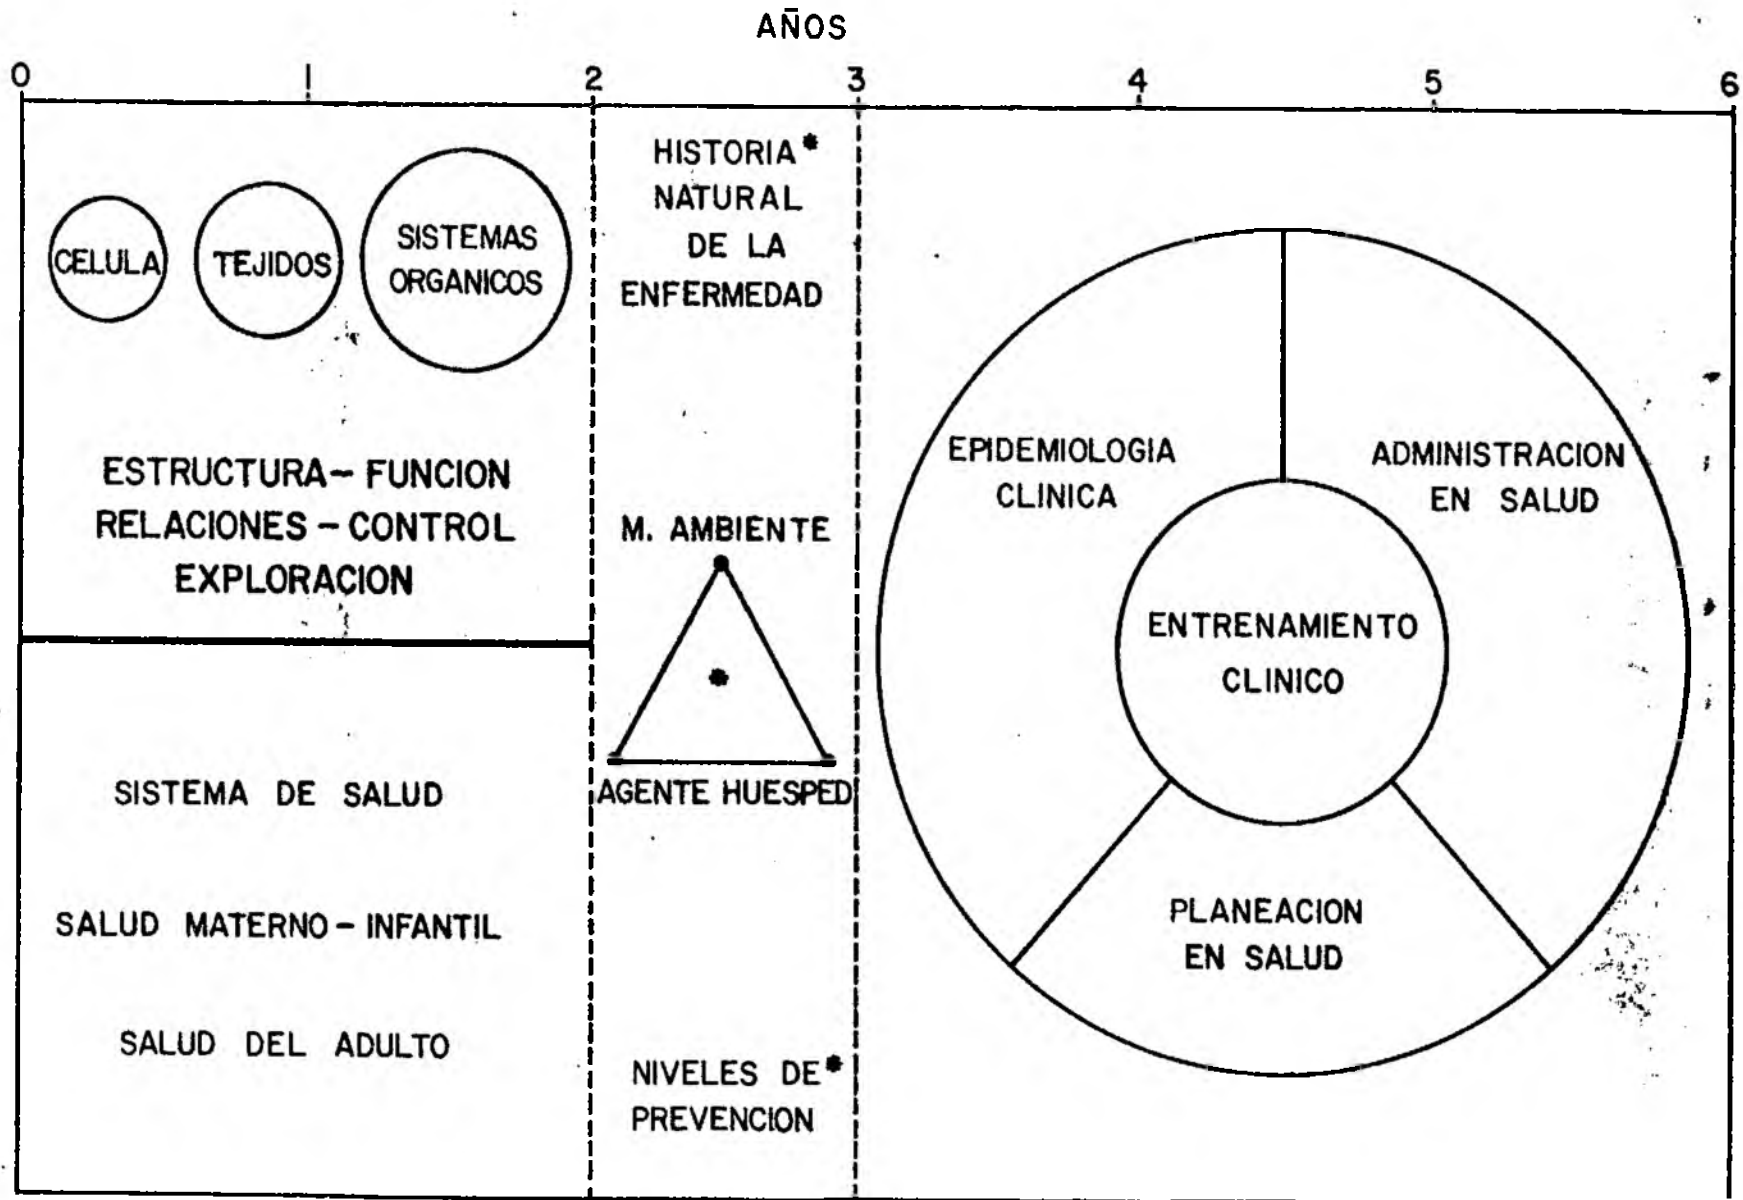 AÑOS
0 1 2 3 4 5 6
CELULA
TEJIDOS
SISTEMAS
ORGANICOS
ESTRUCTURA - FUNCION
RELACIONES - CONTROL
EXPLORACION
SISTEMA DE SALUD
SALUD MATERNO - INFANTIL
SALUD DEL ADULTO
HISTORIA*
NATURAL
DE LA
ENFERMEDAD
M. AMBIENTE
*
AGENTE HUESPED
NIVELES DE*
PREVENCION
EPIDEMIOLOGIA
CLINICA
ADMINISTRACION
EN SALUD
ENTRENAMIENTO
CLINICO
PLANEACION
EN SALUD